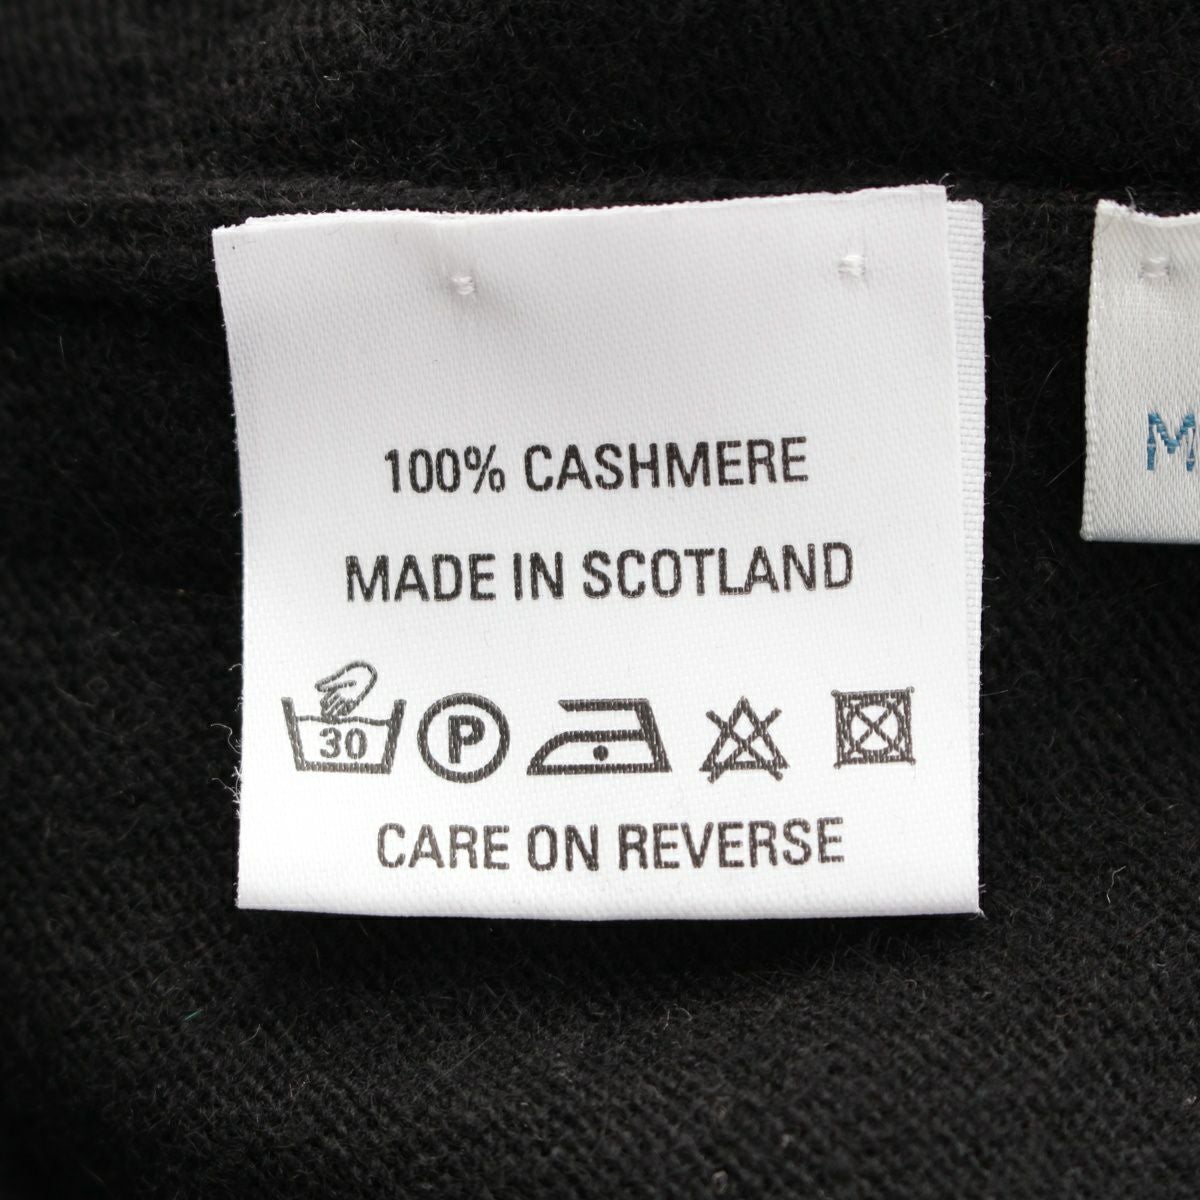 100% CASHMERE
MADE IN SCOTLAND
30 P
CARE ON REVERSE
M